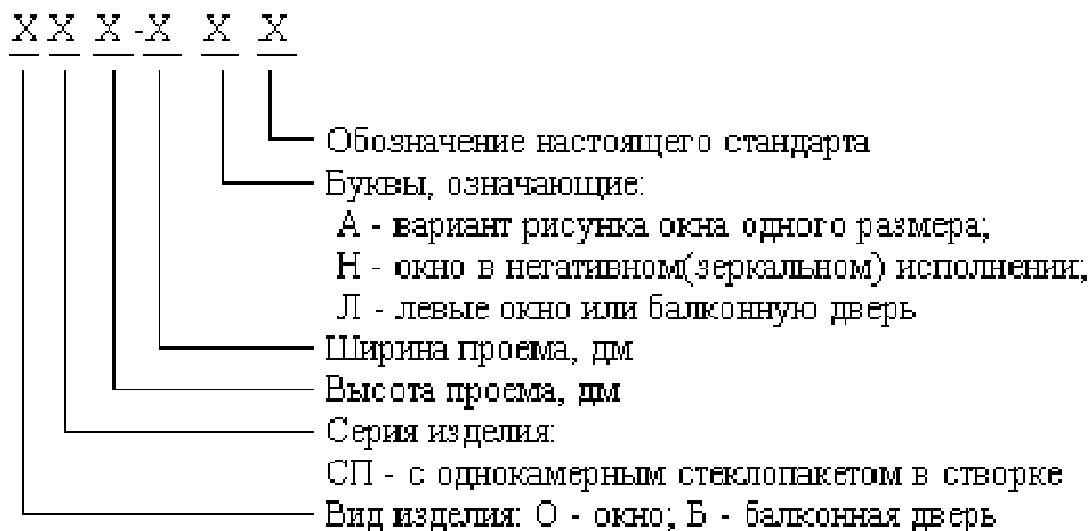 X X X -X X X
Обозначение настоящего стандарта
Буквы, означающие:
А - вариант рисунка окна одного размера;
Н - окно в негативном(зеркальном) исполнении;
Л - левые окно или балконную дверь
Ширина проема, дм
Высота проема, дм
Серия изделия:
СП - с однокамерным стеклопакетом в створке
Вид изделия: О - окно; Б - балконная дверь